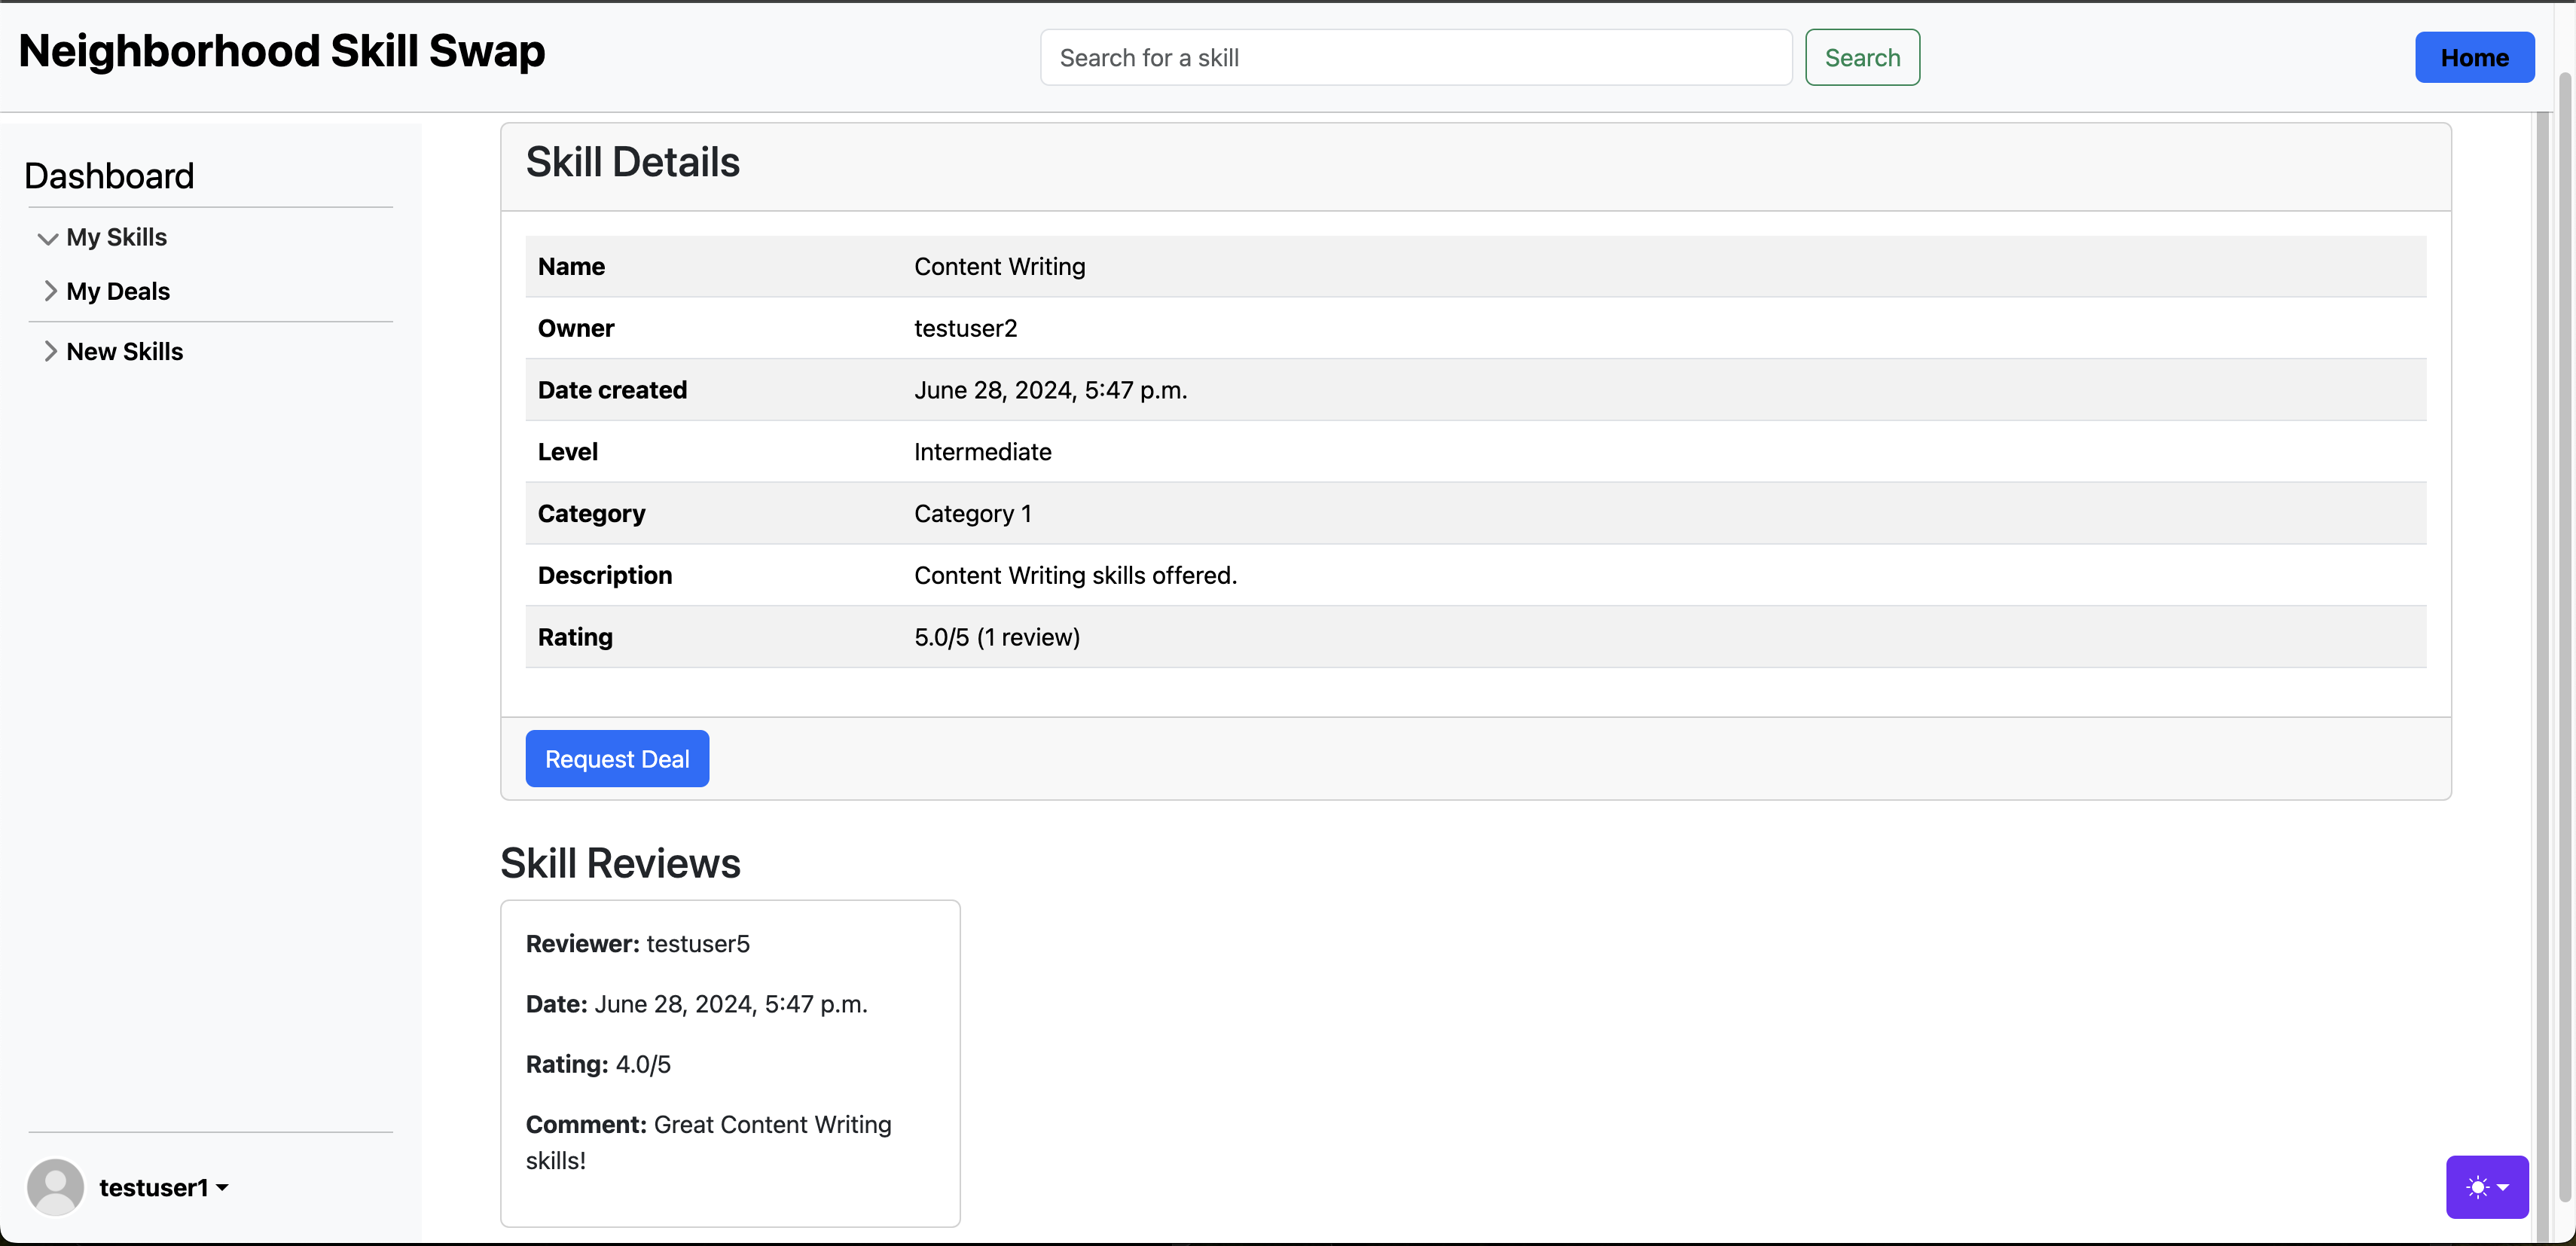 Neighborhood Skill Swap
Search for a skill
Search
Home
Dashboard
My Skills
My Deals
New Skills
testuser1
Skill Details
Name Content Writing
Owner testuser2
Date created June 28, 2024, 5:47 p.m.
Level Intermediate
Category Category 1
Description Content Writing skills offered.
Rating 5.0/5 (1 review)
Request Deal
Skill Reviews
Reviewer: testuser5
Date: June 28, 2024, 5:47 p.m.
Rating: 4.0/5
Comment: Great Content Writing
skills!